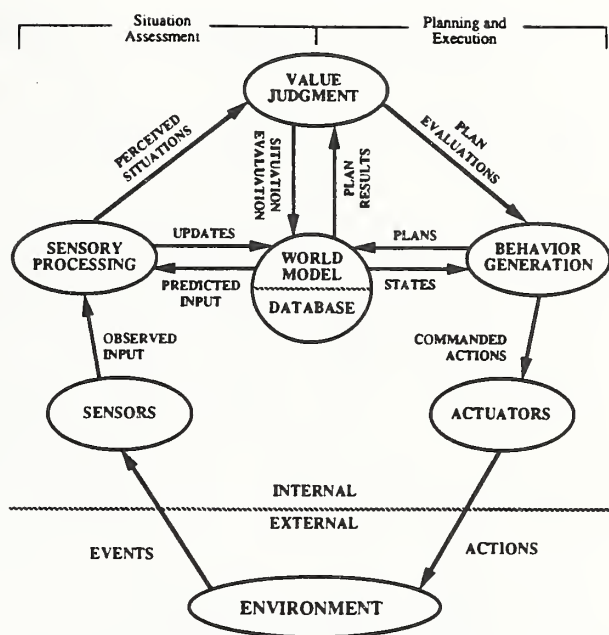 Situation
Assessment
Planning and
Execution
VALUE
JUDGMENT
PERCEIVED
SITUATIONS
SITUATION
EVALUATION
PLAN
RESULTS
PLAN
EVALUATIONS
SENSORY
PROCESSING
UPDATES
PREDICTED
INPUT
WORLD
MODEL
DATABASE
PLANS
STATES
BEHAVIOR
GENERATION
OBSERVED
INPUT
COMMANDED
ACTIONS
SENSORS
ACTUATORS
INTERNAL
EXTERNAL
EVENTS
ACTIONS
ENVIRONMENT